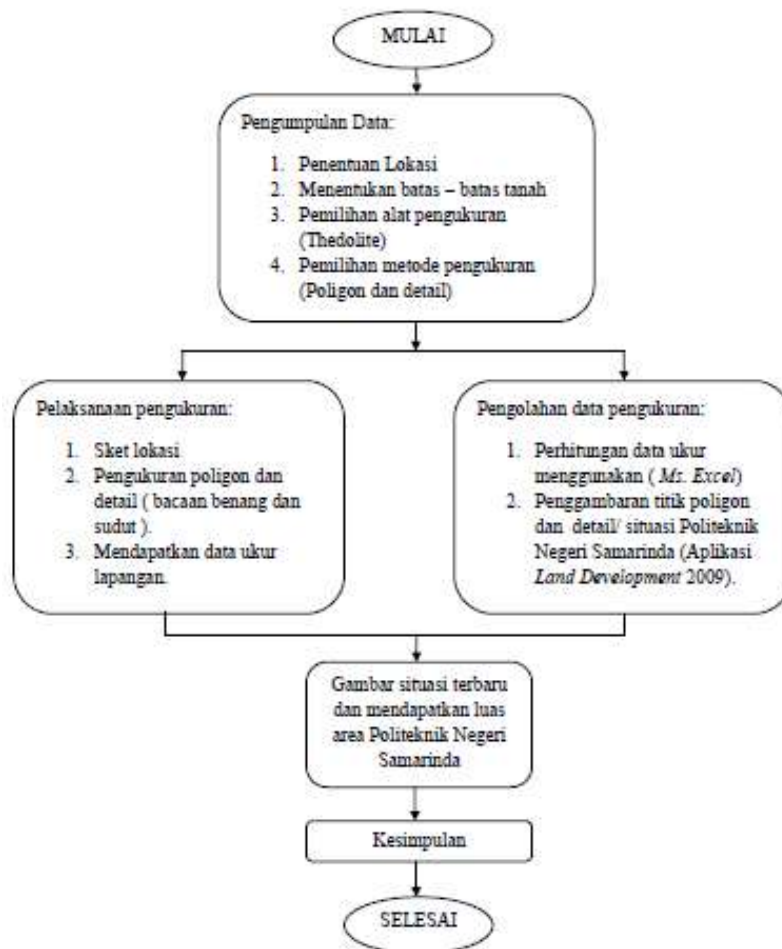 MULAI
Pengumpulan Data:
1. Penentuan Lokasi
2. Menentukan batas – batas tanah
3. Pemilihan alat pengukuran
(Thedolite)
4. Pemilihan metode pengukuran
(Poligon dan detail)
Pelaksanaan pengukuran:
1. Sket lokasi
2. Pengukuran poligon dan
detail ( bacaan benang dan
sudut ).
3. Mendapatkan data ukur
lapangan.
Pengolahan data pengukuran:
1. Perhitungan data ukur
menggunakan ( Ms. Excel)
2. Penggambaran titik poligon
dan detail/ situasi Politeknik
Negeri Samarinda (Aplikasi
Land Development 2009).
Gambar situasi terbaru
dan mendapatkan luas
area Politeknik Negeri
Samarinda
Kesimpulan
SELESAI